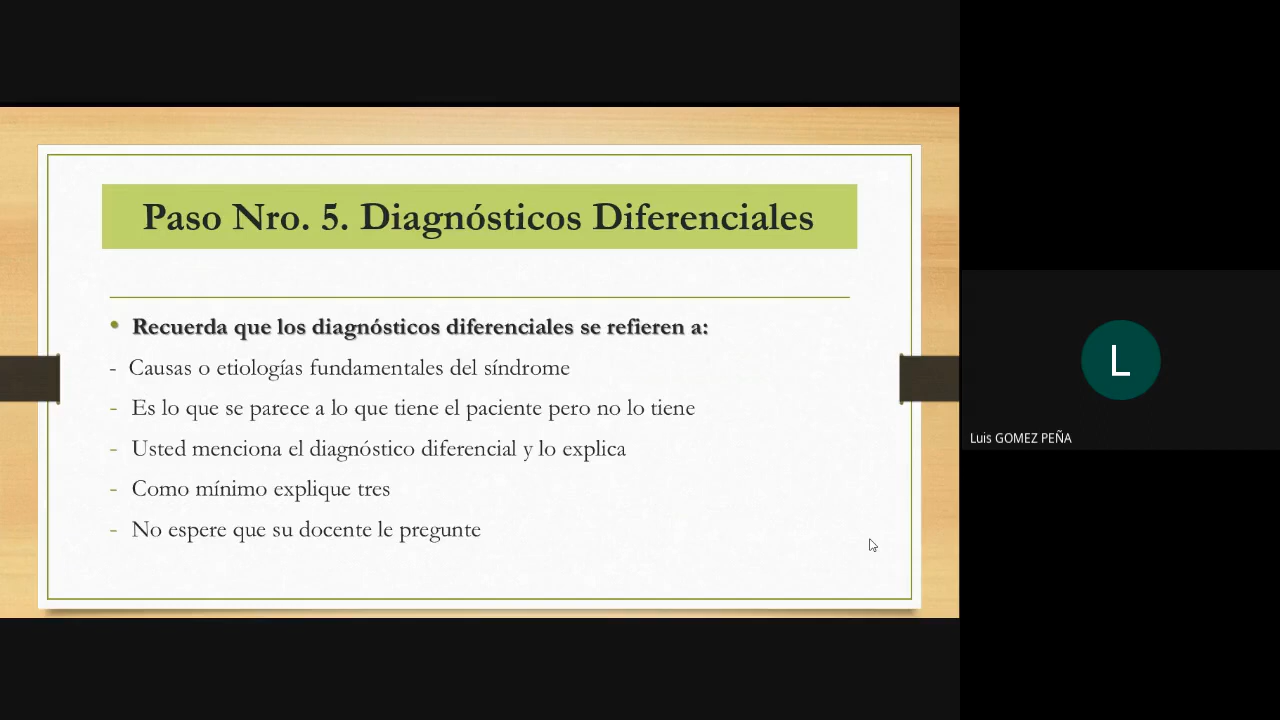 Paso Nro. 5. Diagnósticos Diferenciales
• Recuerda que los diagnósticos diferenciales se refieren a:
- Causas o etiologías fundamentales del síndrome
- Es lo que se parece a lo que tiene el paciente pero no lo tiene
- Usted menciona el diagnóstico diferencial y lo explica
- Como mínimo explique tres
- No espere que su docente le pregunte
L
Luis GOMEZ PEÑA